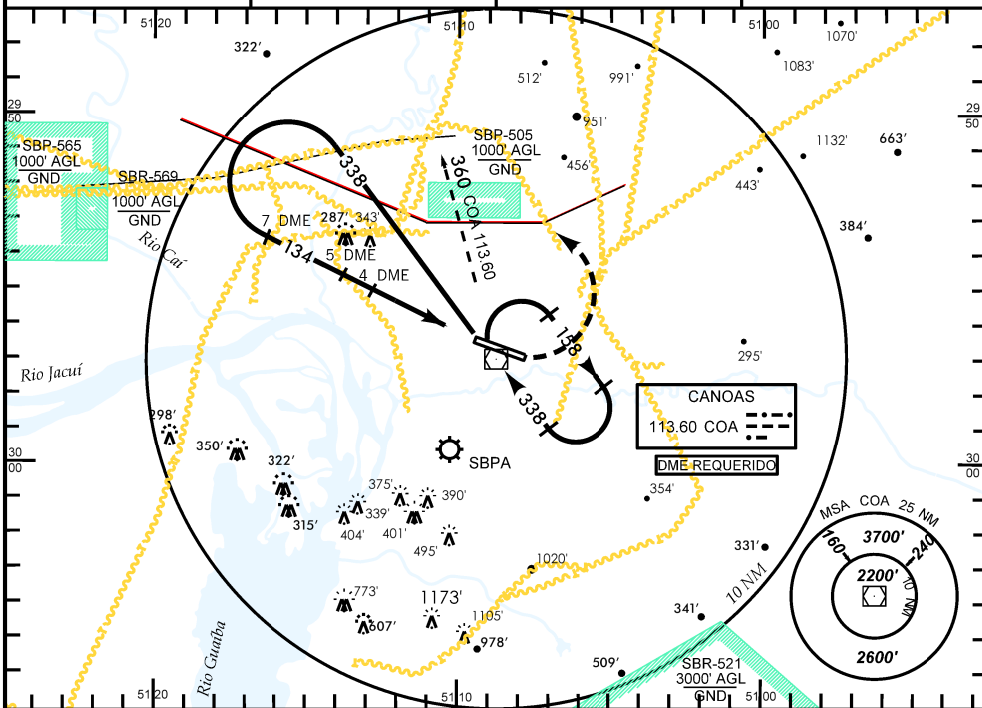 51 20
51 10
51 00
1070'
322'
512'
991'
1083'
29
50
951'
50
SBP-565
1000' AGL
GND
SBR-569
1000' AGL
GND
SBP-505
1000' AGL
GND
338
360 COA 113.60
456'
1132'
663'
443'
384'
Rio Caí
7 DME
287'
343'
134
5 DME
4 DME
158
295'
Rio Jacuí
338
CANOAS
113.60 COA
DME REQUERIDO
298'
350'
SBPA
30
00
00
322'
315'
375'
390'
339'
404'
401'
495'
354'
331'
1020'
MSA COA 25 NM
3700'
160
240
2200'
10 NM
2600'
10 NM
773'
607'
1173'
1105'
978'
341'
509'
SBR-521
3000' AGL
GND
Rio Guaíba
51 20
51 10
51 00